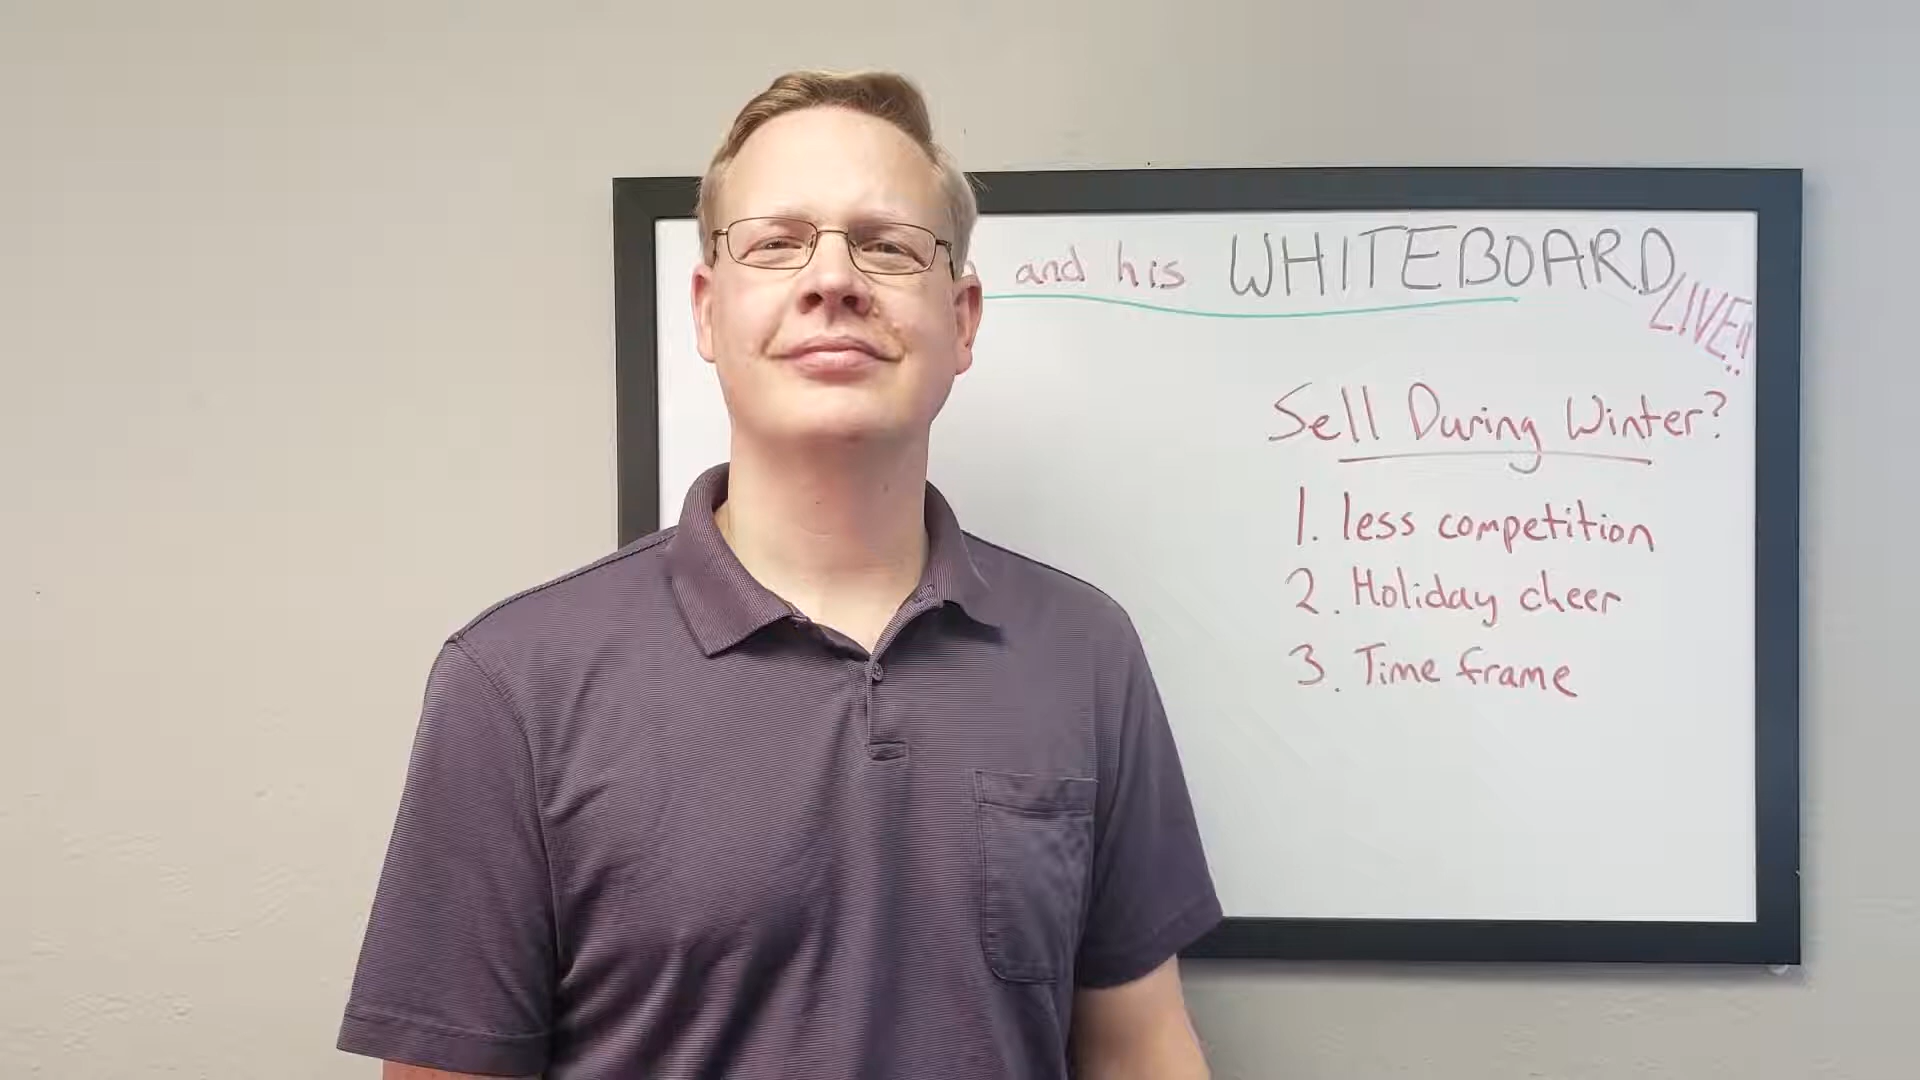 and his WHITEBOARD
LIVE!!
Sell During Winter?
1. less competition
2. Holiday cheer
3. Time frame